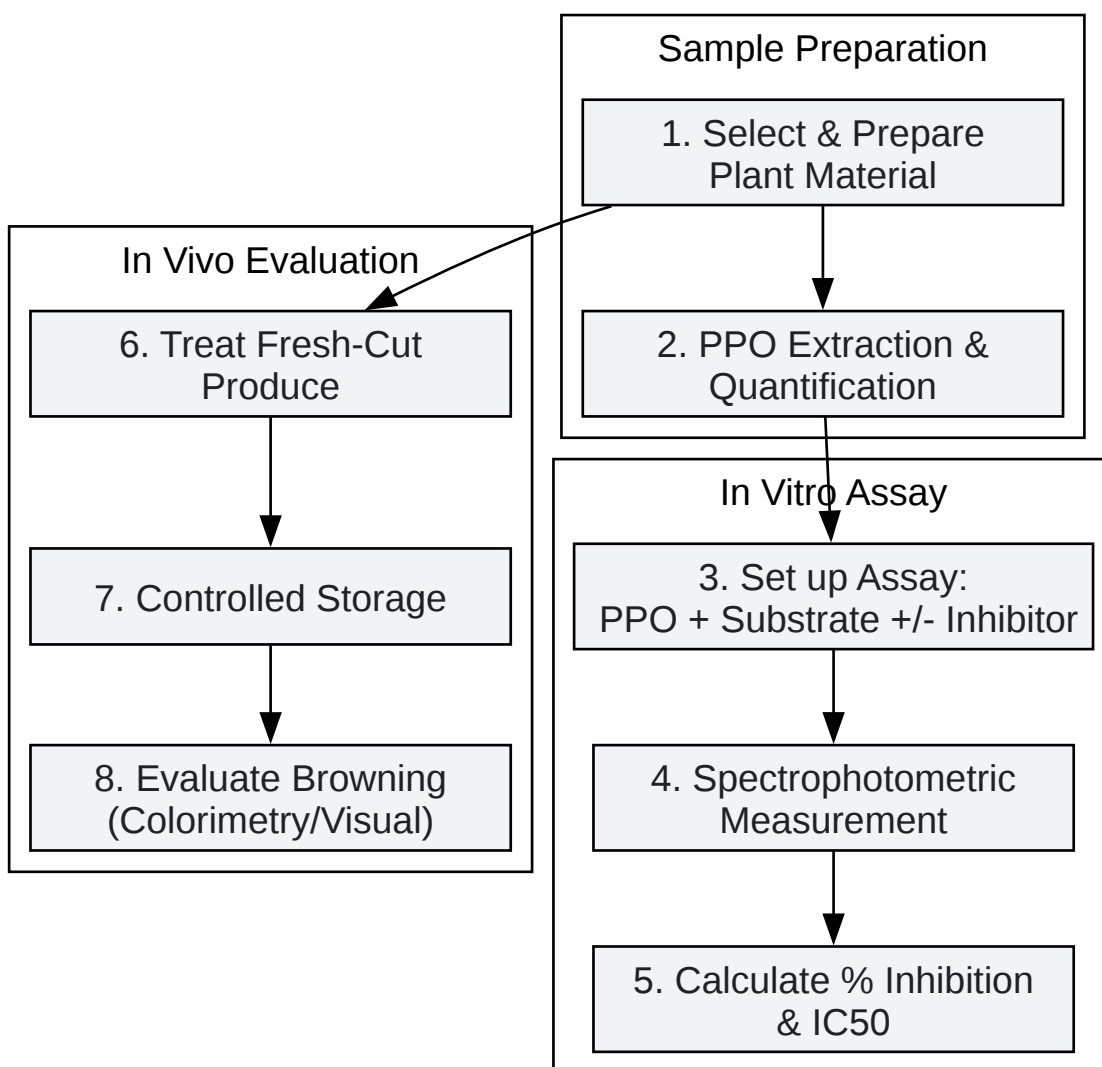 Sample Preparation
1. Select & Prepare
Plant Material
2. PPO Extraction &
Quantification
In Vitro Assay
3. Set up Assay:
PPO + Substrate +/- Inhibitor
4. Spectrophotometric
Measurement
5. Calculate % Inhibition
& IC50
In Vivo Evaluation
6. Treat Fresh-Cut
Produce
7. Controlled Storage
8. Evaluate Browning
(Colorimetry/Visual)